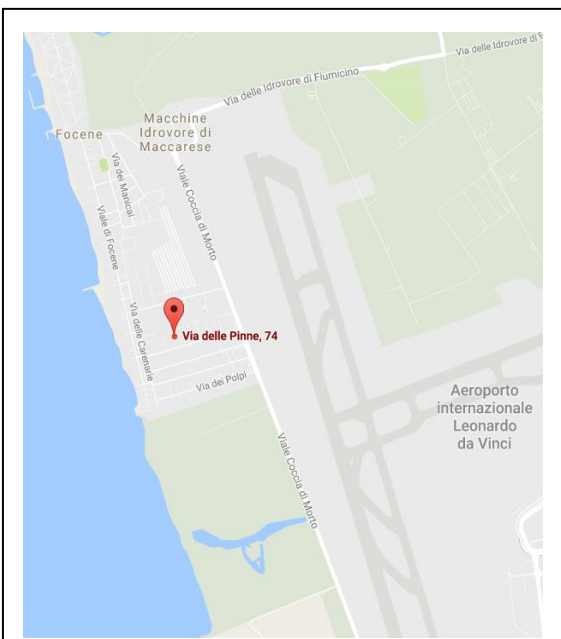 Via delle Idrovore di F
Via delle Idrovore di Fiumicino
Macchine
Idrovore di
Maccarese
Focene
Via dei Manicai
Viale Coccia di Morto
Viale di Focene
Via delle Carenarie
Via delle Pinne, 74
Via dei Polpi
Aeroporto
internazionale
Leonardo
da Vinci
Viale Coccia di Morto